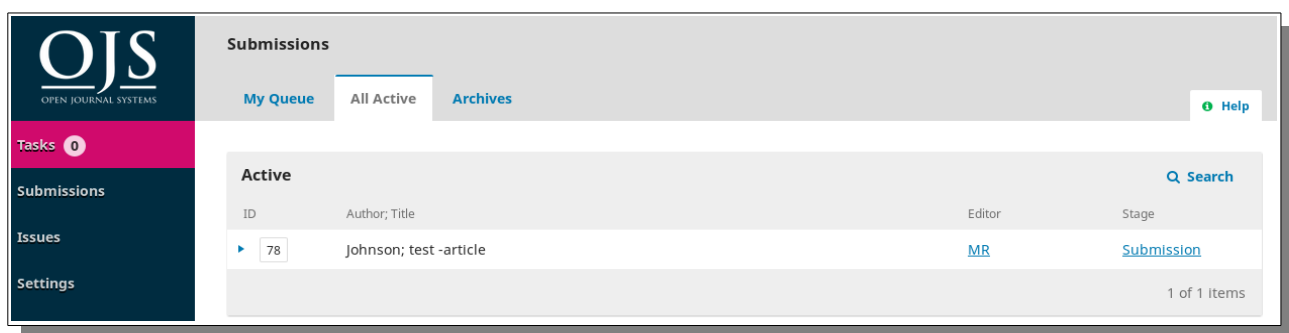 OJS
OPEN JOURNAL SYSTEMS
Submissions
My Queue All Active Archives
Help
Tasks 0
Submissions
Issues
Settings
Active Search
ID Author; Title Editor Stage
78 Johnson; test -article MR Submission
1 of 1 items